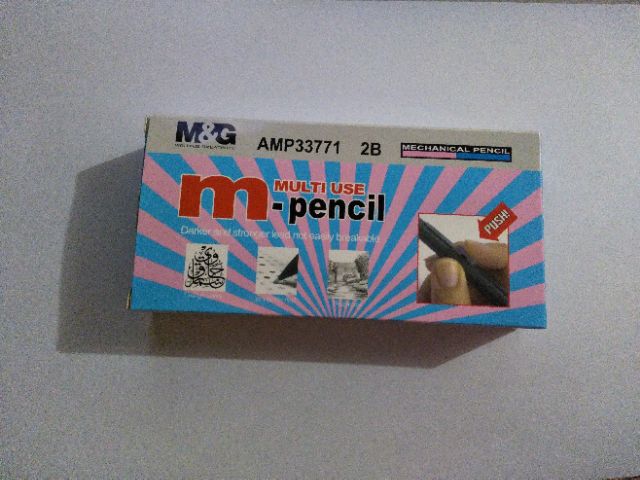 M&G
AMP33771 2B
MECHANICAL PENCIL
MULTI USE
m-pencil
Darker and stronger lead not easily breakable
PUSH!